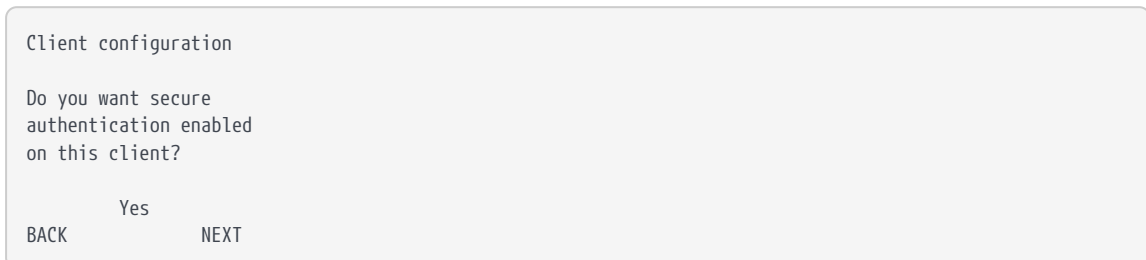 Client configuration
Do you want secure
authentication enabled
on this client?
Yes
BACK NEXT